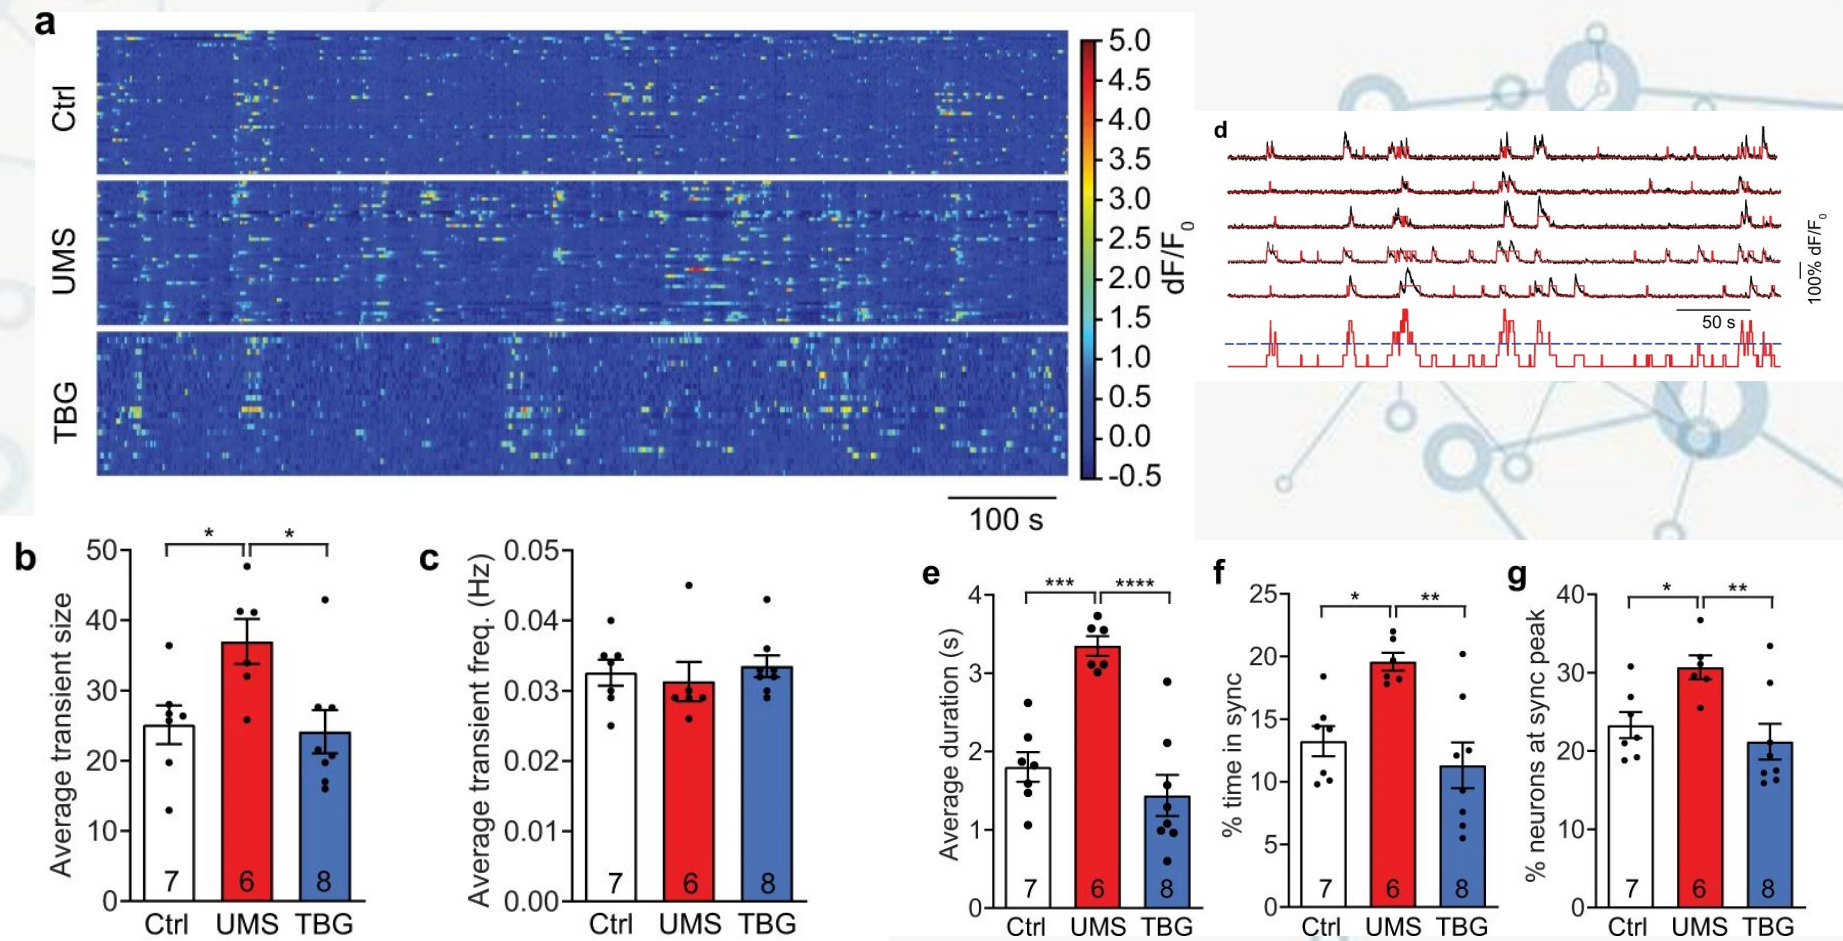 a
Ctrl
UMS
TBG
5.0
4.5
4.0
3.5
3.0
2.5
2.0
1.5
1.0
0.5
0.0
-0.5
dF/F0
100 s
d
100% dF/F0
50 s
b
Average transient size
50
40
30
20
10
0
*
*
7
6
8
Ctrl
UMS
TBG
c
Average transient freq. (Hz)
0.05
0.04
0.03
0.02
0.01
0.00
7
6
8
Ctrl
UMS
TBG
e
Average duration (s)
4
3
2
1
0
***
****
7
6
8
Ctrl
UMS
TBG
f
% time in sync
25
20
15
10
5
0
*
**
7
6
8
Ctrl
UMS
TBG
g
% neurons at sync peak
40
30
20
10
0
*
**
7
6
8
Ctrl
UMS
TBG